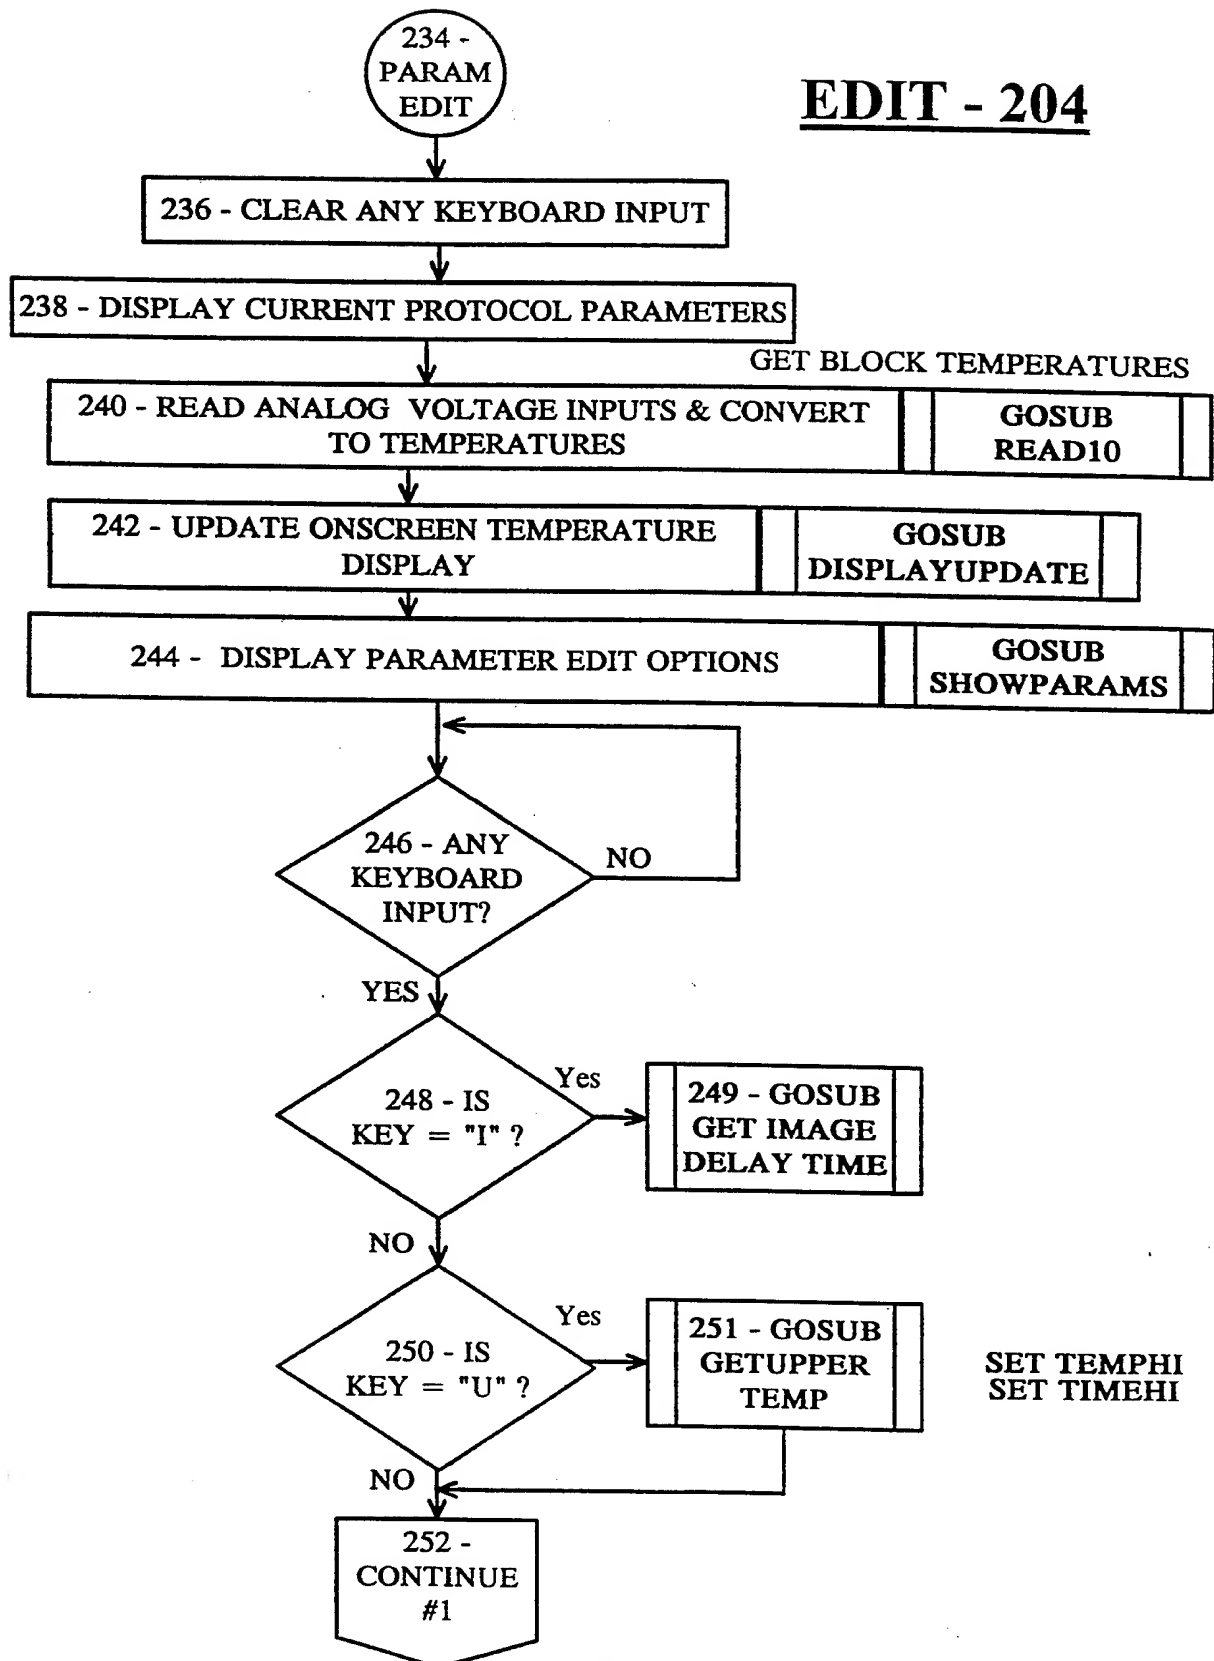 234 -
PARAM
EDIT
EDIT - 204
236 - CLEAR ANY KEYBOARD INPUT
238 - DISPLAY CURRENT PROTOCOL PARAMETERS
GET BLOCK TEMPERATURES
240 - READ ANALOG VOLTAGE INPUTS & CONVERT
TO TEMPERATURES
GOSUB
READ10
242 - UPDATE ONSCREEN TEMPERATURE
DISPLAY
GOSUB
DISPLAYUPDATE
244 - DISPLAY PARAMETER EDIT OPTIONS
GOSUB
SHOWPARAMS
246 - ANY
KEYBOARD
INPUT?
NO
YES
248 - IS
KEY = "I" ?
Yes
249 - GOSUB
GET IMAGE
DELAY TIME
NO
250 - IS
KEY = "U" ?
Yes
251 - GOSUB
GETUPPER
TEMP
SET TEMPHI
SET TIMEHI
NO
252 -
CONTINUE
#1